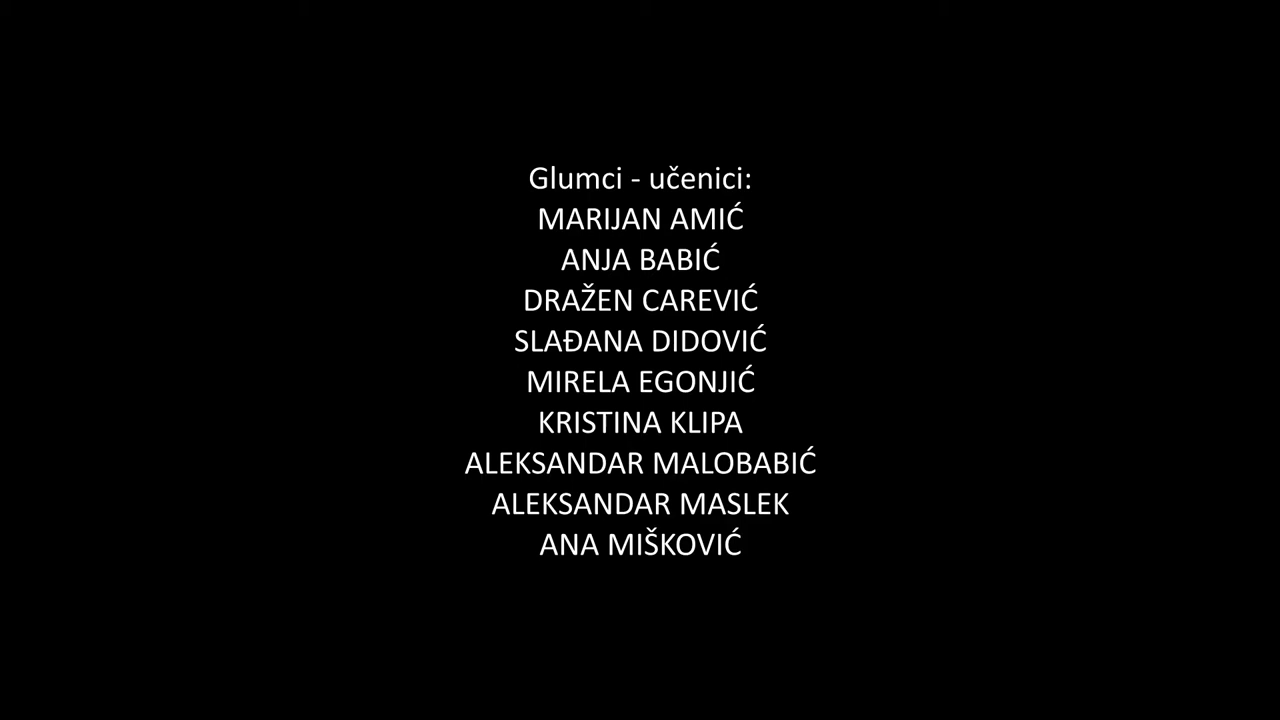 Glumci - učenici:
MARIJAN AMIĆ
ANJA BABIĆ
DRAŽEN CAREVIĆ
SLAĐANA DIDOVIĆ
MIRELA EGONJIĆ
KRISTINA KLIPA
ALEKSANDAR MALOBABIĆ
ALEKSANDAR MASLEK
ANA MIŠKOVIĆ